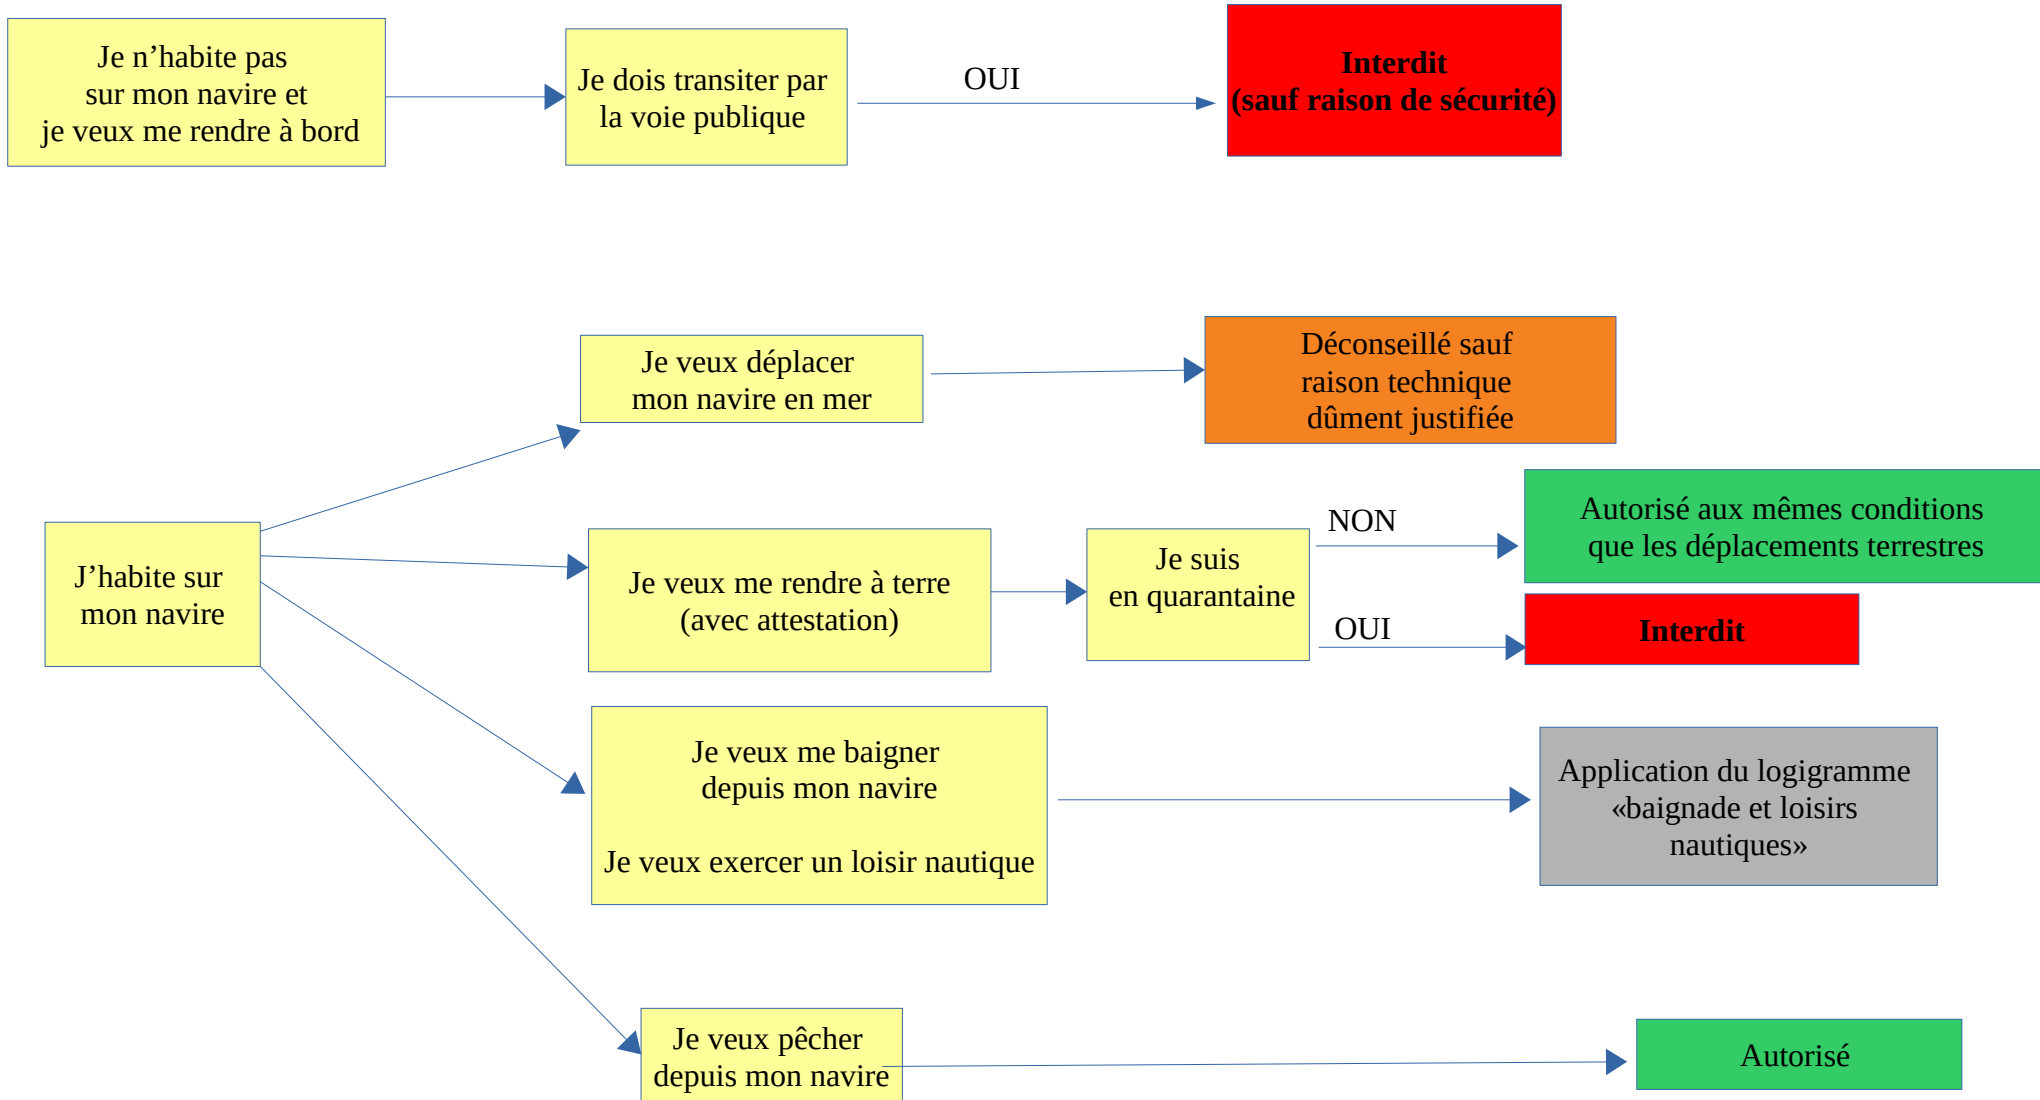 Je n’habite pas
sur mon navire et
je veux me rendre à bord
Je dois transiter par
la voie publique
OUI
Interdit
(sauf raison de sécurité)
Je veux déplacer
mon navire en mer
Déconseillé sauf
raison technique
dûment justifiée
J’habite sur
mon navire
Je veux me rendre à terre
(avec attestation)
Je suis
en quarantaine
NON
Autorisé aux mêmes conditions
que les déplacements terrestres
OUI
Interdit
Je veux me baigner
depuis mon navire
Je veux exercer un loisir nautique
Application du logigramme
«baignade et loisirs
nautiques»
Je veux pêcher
depuis mon navire
Autorisé